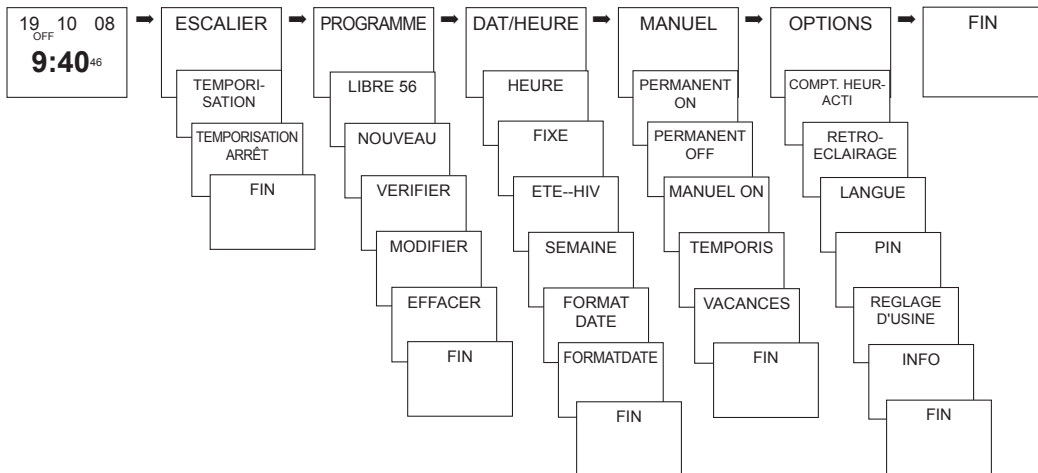 19 10 08
OFF
9:40 46
ESCALIER
TEMPORI-
SATION
TEMPORISATION
ARRÊT
FIN
PROGRAMME
LIBRE 56
NOUVEAU
VERIFIER
MODIFIER
EFFACER
FIN
DAT/HEURE
HEURE
FIXE
ETE--HIV
SEMAINE
FORMAT
DATE
FORMATDATE
FIN
MANUEL
PERMANENT
ON
PERMANENT
OFF
MANUEL ON
TEMPORIS
VACANCES
FIN
OPTIONS
COMPT. HEUR-
ACTI
RETRO-
ECLAIRAGE
LANGUE
PIN
REGLAGE
D'USINE
INFO
FIN
FIN